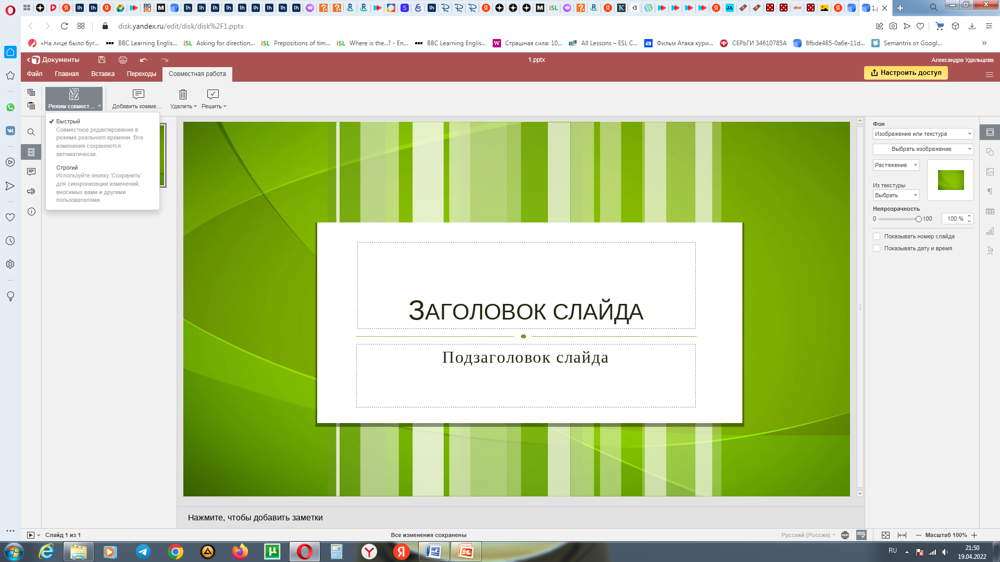 1.p
disk.yandex.ru/edit/disk/disk%2F1.pptx
«На лице было буг...
BBC Learning Englis...
iSL Asking for direction...
iSL Prepositions of tim...
iSL Where is the...? - En...
BBC Learning Englis...
W Страшная сила: 10...
All Lessons – ESL C...
a Фильм Атака кури...
СЕРЬГИ 34610785А
8fbde485-0a6e-11d...
Semantris от Googl...
Документы
1.pptx
Александра Удальцова
Файл
Главная
Вставка
Переходы
Совместная работа
Настроить доступ
Режим совмест...
Добавить комме...
Удалить
Решить
Быстрый
Совместное редактирование в
режиме реального времени. Все
изменения сохраняются
автоматически.
Строгий
Используйте кнопку 'Сохранить'
для синхронизации изменений,
вносимых вами и другими
пользователями.
ЗАГОЛОВОК СЛАЙДА
Подзаголовок слайда
Фон
Изображение или текстура
Выбрать изображение
Растяжение
Из текстуры
Выбрать
Непрозрачность
0
100
100 %
Показывать номер слайда
Показывать дату и время
Нажмите, чтобы добавить заметки
Слайд 1 из 1
Все изменения сохранены
Русский (Россия)
Масштаб 100%
RU
21:50
19.04.2022